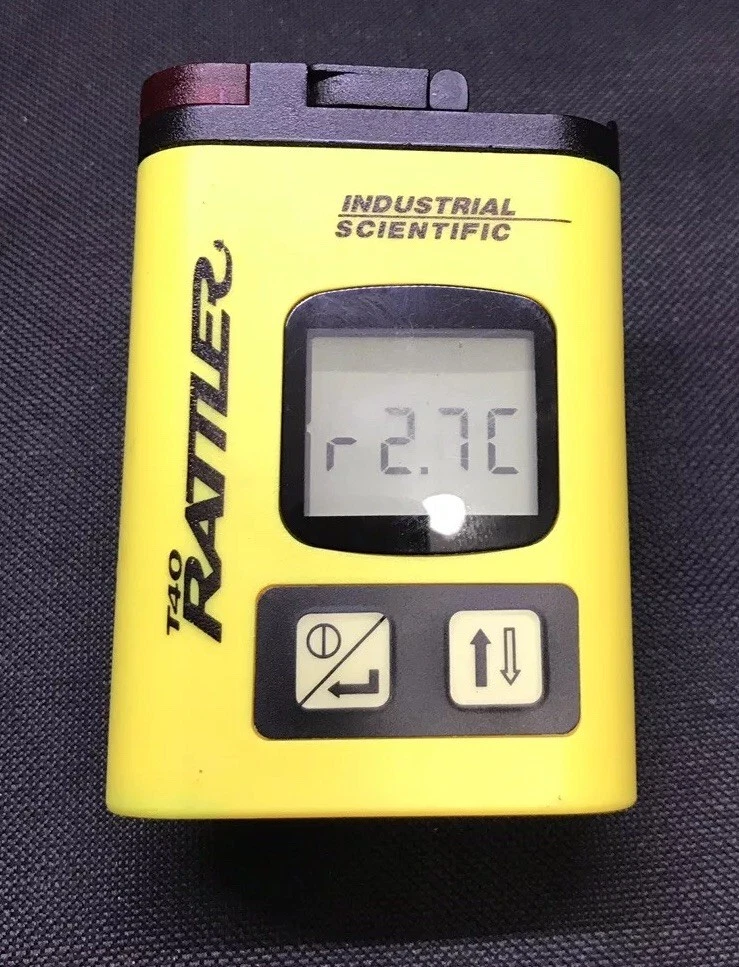 INDUSTRIAL
SCIENTIFIC
T40 RATTLER
r2.7C